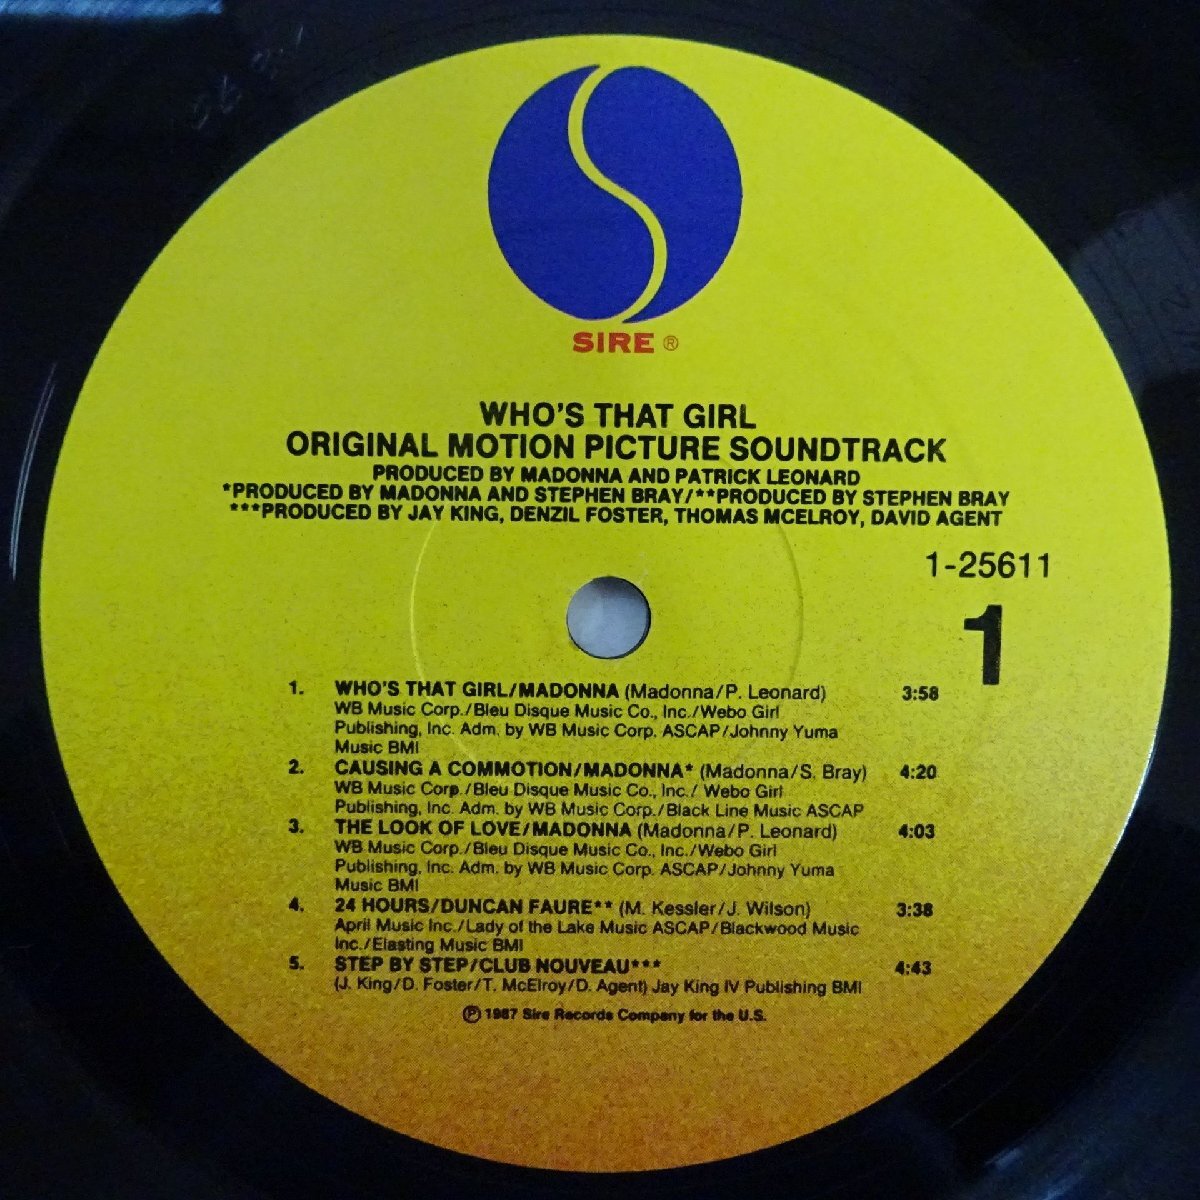 SIRE ®
WHO'S THAT GIRL
ORIGINAL MOTION PICTURE SOUNDTRACK
PRODUCED BY MADONNA AND PATRICK LEONARD
*PRODUCED BY MADONNA AND STEPHEN BRAY/**PRODUCED BY STEPHEN BRAY
***PRODUCED BY JAY KING, DENZIL FOSTER, THOMAS MCELROY, DAVID AGENT
1-25611
1
1. WHO'S THAT GIRL/MADONNA (Madonna/P. Leonard) 3:58
WB Music Corp./Bleu Disque Music Co., Inc./Webo Girl
Publishing, Inc. Adm. by WB Music Corp. ASCAP/Johnny Yuma
Music BMI
2. CAUSING A COMMOTION/MADONNA* (Madonna/S. Bray) 4:20
WB Music Corp./Bleu Disque Music Co., Inc./ Webo Girl
Publishing, Inc. Adm. by WB Music Corp./Black Line Music ASCAP
3. THE LOOK OF LOVE/MADONNA (Madonna/P. Leonard) 4:03
WB Music Corp./Bleu Disque Music Co., Inc./Webo Girl
Publishing, Inc. Adm. by WB Music Corp. ASCAP/Johnny Yuma
Music BMI
4. 24 HOURS/DUNCAN FAURE** (M. Kessler/J. Wilson) 3:38
April Music Inc./Lady of the Lake Music ASCAP/Blackwood Music
Inc./Elasting Music BMI
5. STEP BY STEP/CLUB NOUVEAU*** 4:43
(J. King/D. Foster/T. McElroy/D. Agent) Jay King IV Publishing BMI
℗ 1987 Sire Records Company for the U.S.